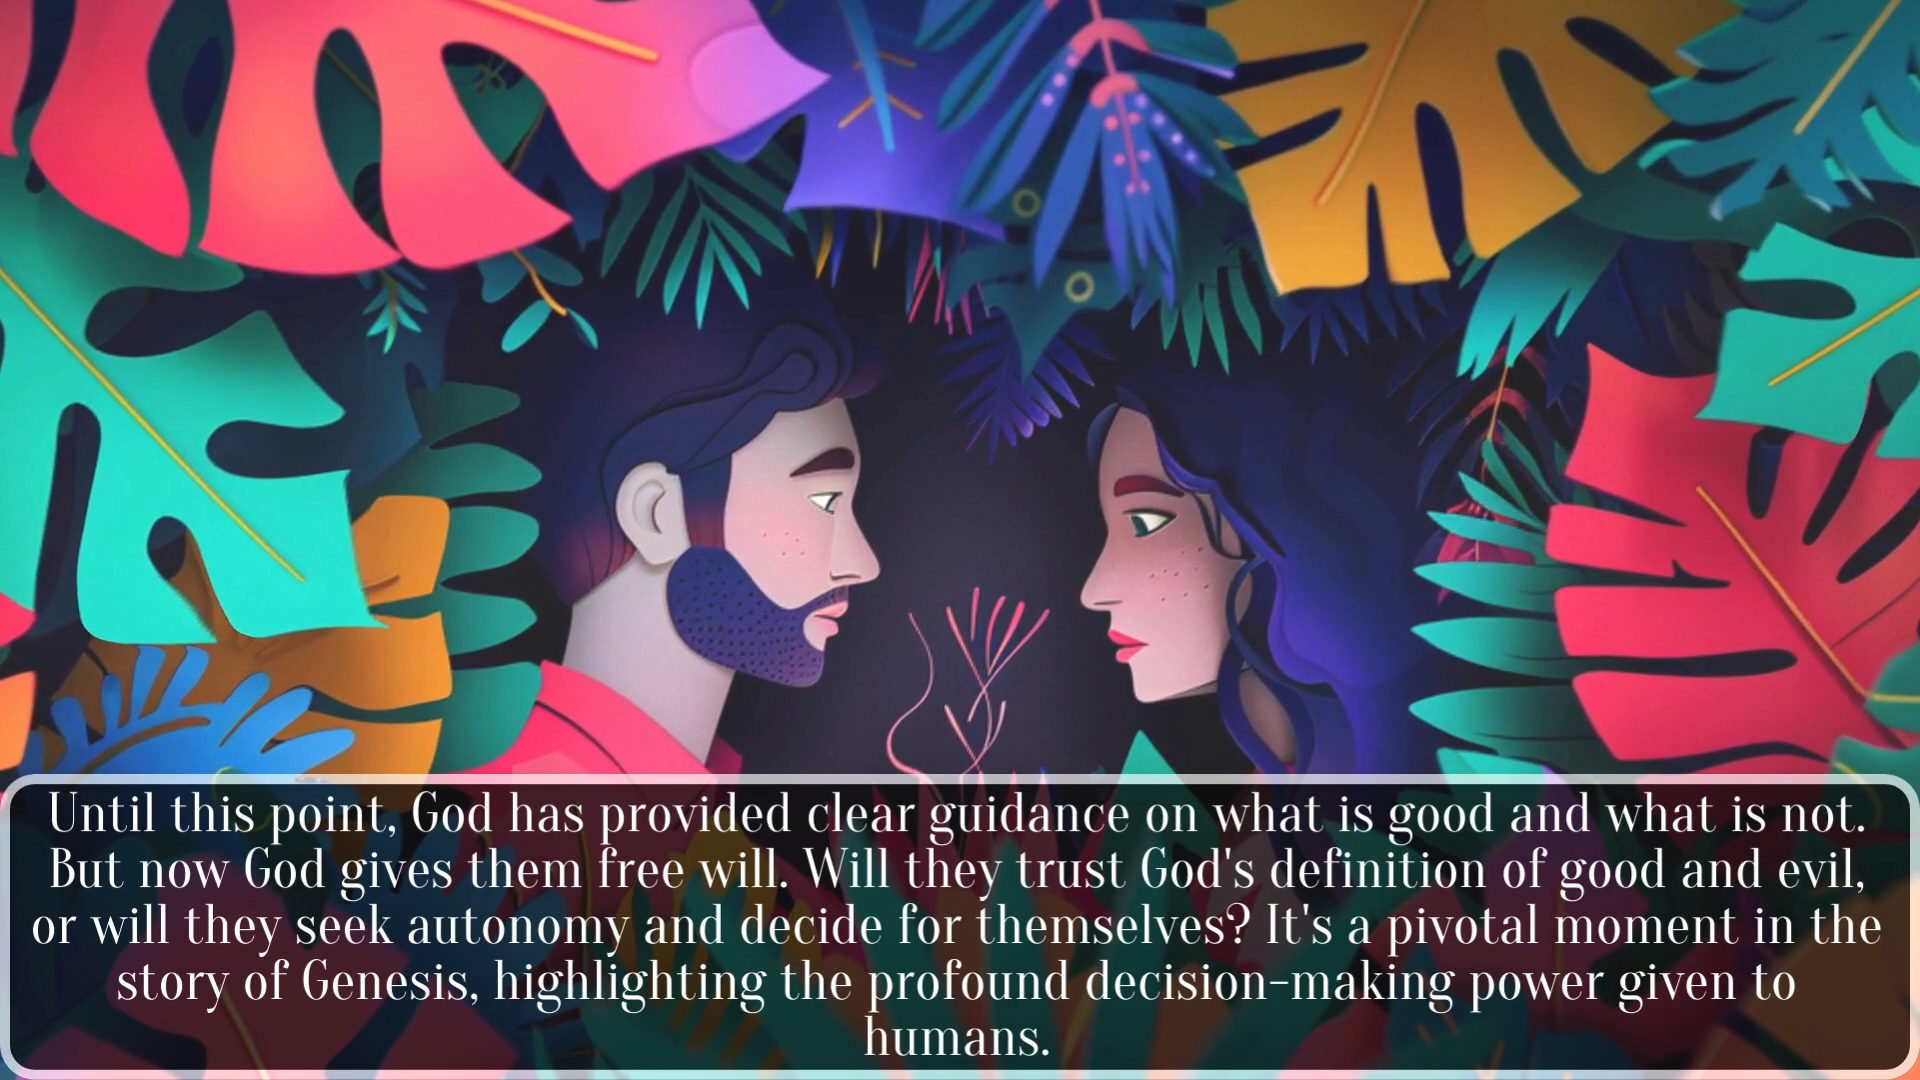 Until this point, God has provided clear guidance on what is good and what is not.
But now God gives them free will. Will they trust God's definition of good and evil,
or will they seek autonomy and decide for themselves? It's a pivotal moment in the
story of Genesis, highlighting the profound decision-making power given to
humans.